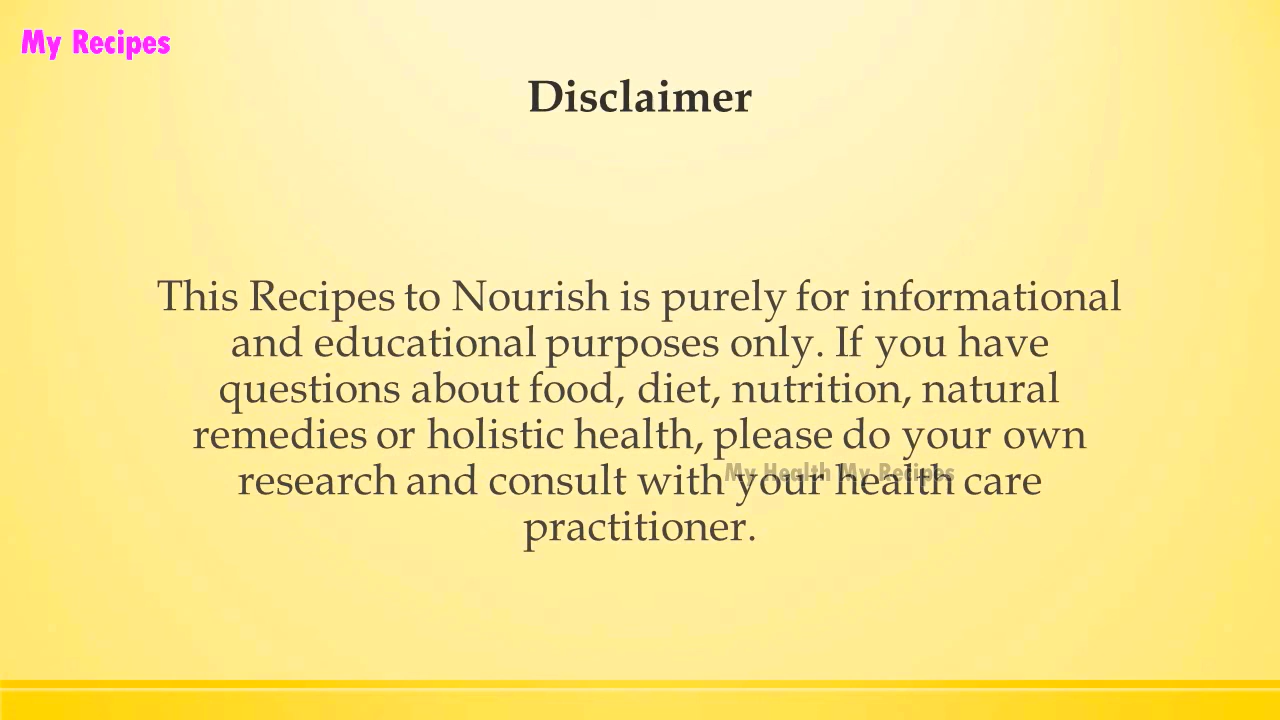 My Recipes
Disclaimer
This Recipes to Nourish is purely for informational
and educational purposes only. If you have
questions about food, diet, nutrition, natural
remedies or holistic health, please do your own
research and consult with your health care
My Health My Recipes
practitioner.